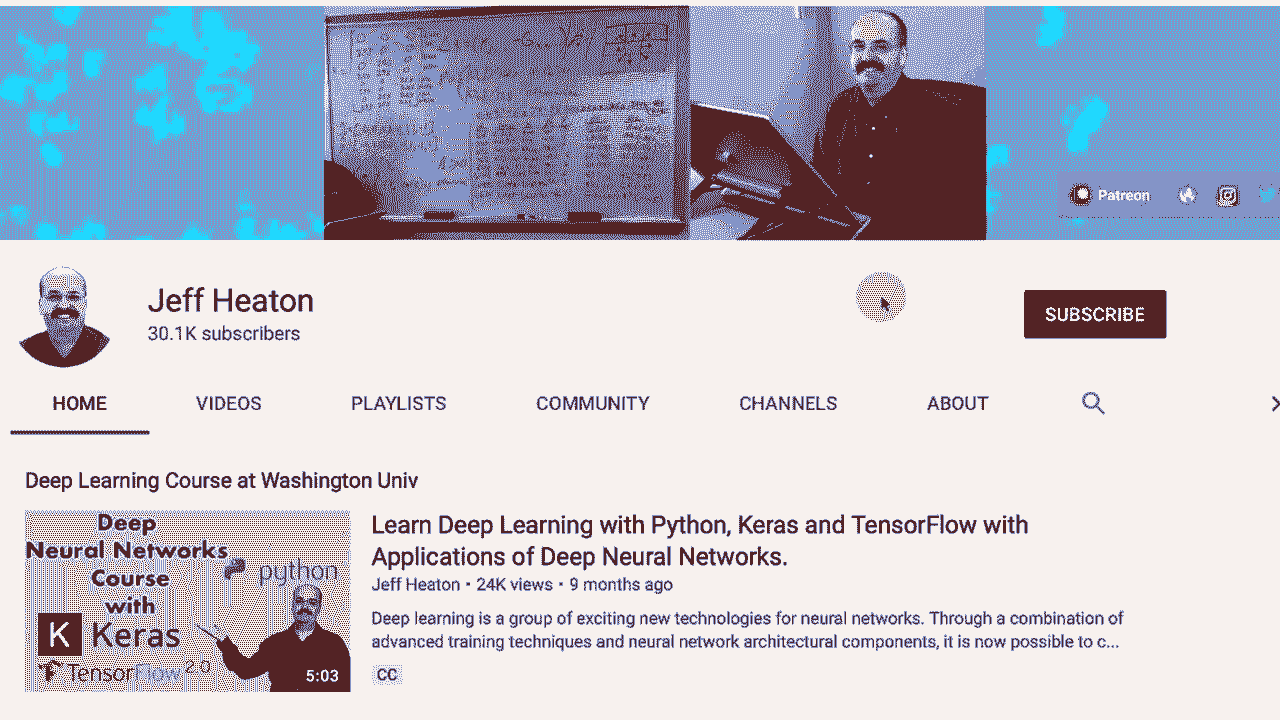 Patreon
Jeff Heaton
30.1K subscribers
SUBSCRIBE
HOME VIDEOS PLAYLISTS COMMUNITY CHANNELS ABOUT
Deep Learning Course at Washington Univ
Deep
Neural Networks
Course
with
python
K Keras
TensorFlow 2.0
5:03
Learn Deep Learning with Python, Keras and TensorFlow with
Applications of Deep Neural Networks.
Jeff Heaton • 24K views • 9 months ago
Deep learning is a group of exciting new technologies for neural networks. Through a combination of
advanced training techniques and neural network architectural components, it is now possible to c...
CC